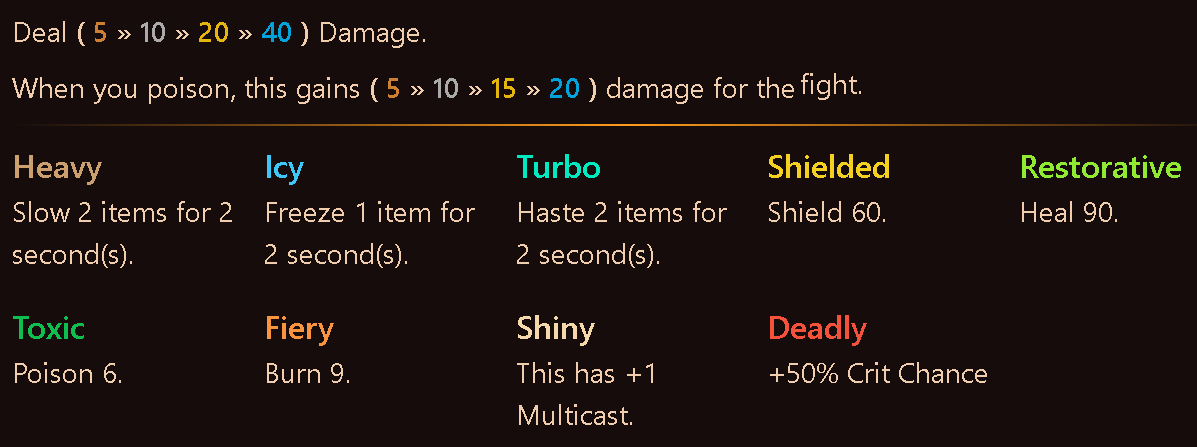 Deal ( 5 » 10 » 20 » 40 ) Damage.
When you poison, this gains ( 5 » 10 » 15 » 20 ) damage for the fight.
Heavy
Slow 2 items for 2
second(s).
Icy
Freeze 1 item for
2 second(s).
Turbo
Haste 2 items for
2 second(s).
Shielded
Shield 60.
Restorative
Heal 90.
Toxic
Poison 6.
Fiery
Burn 9.
Shiny
This has +1
Multicast.
Deadly
+50% Crit Chance